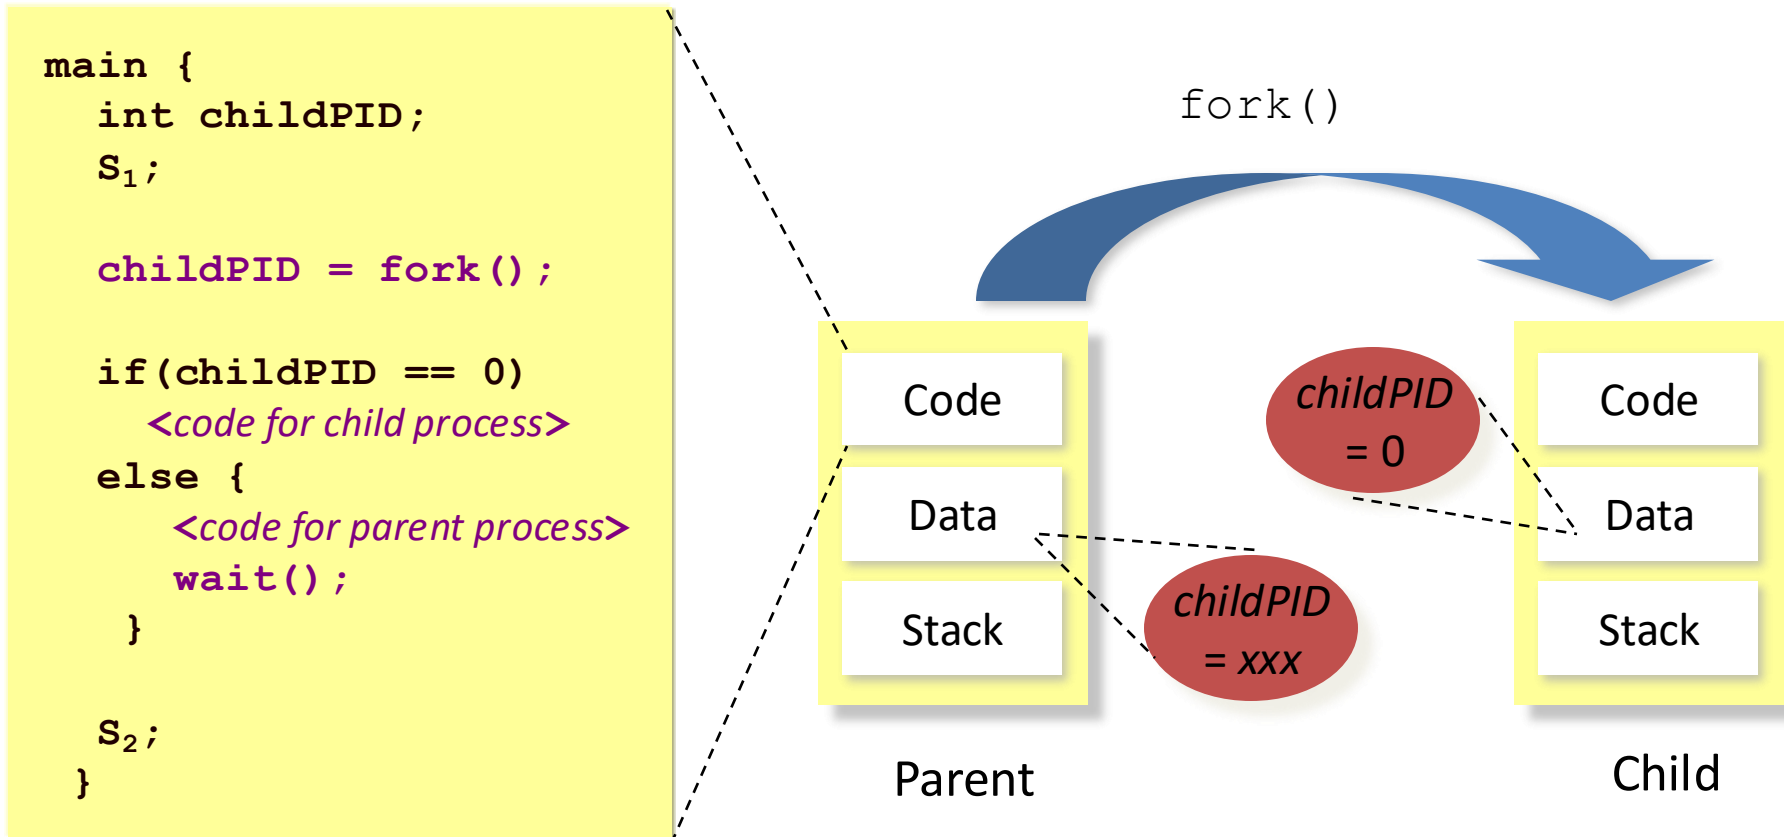 main {
int childPID;
S₁;
childPID = fork();
if(childPID == 0)
<code for child process>
else {
<code for parent process>
wait();
}
S₂;
}
fork()
Code
Data
Stack
Parent
childPID
= xxx
childPID
= 0
Code
Data
Stack
Child